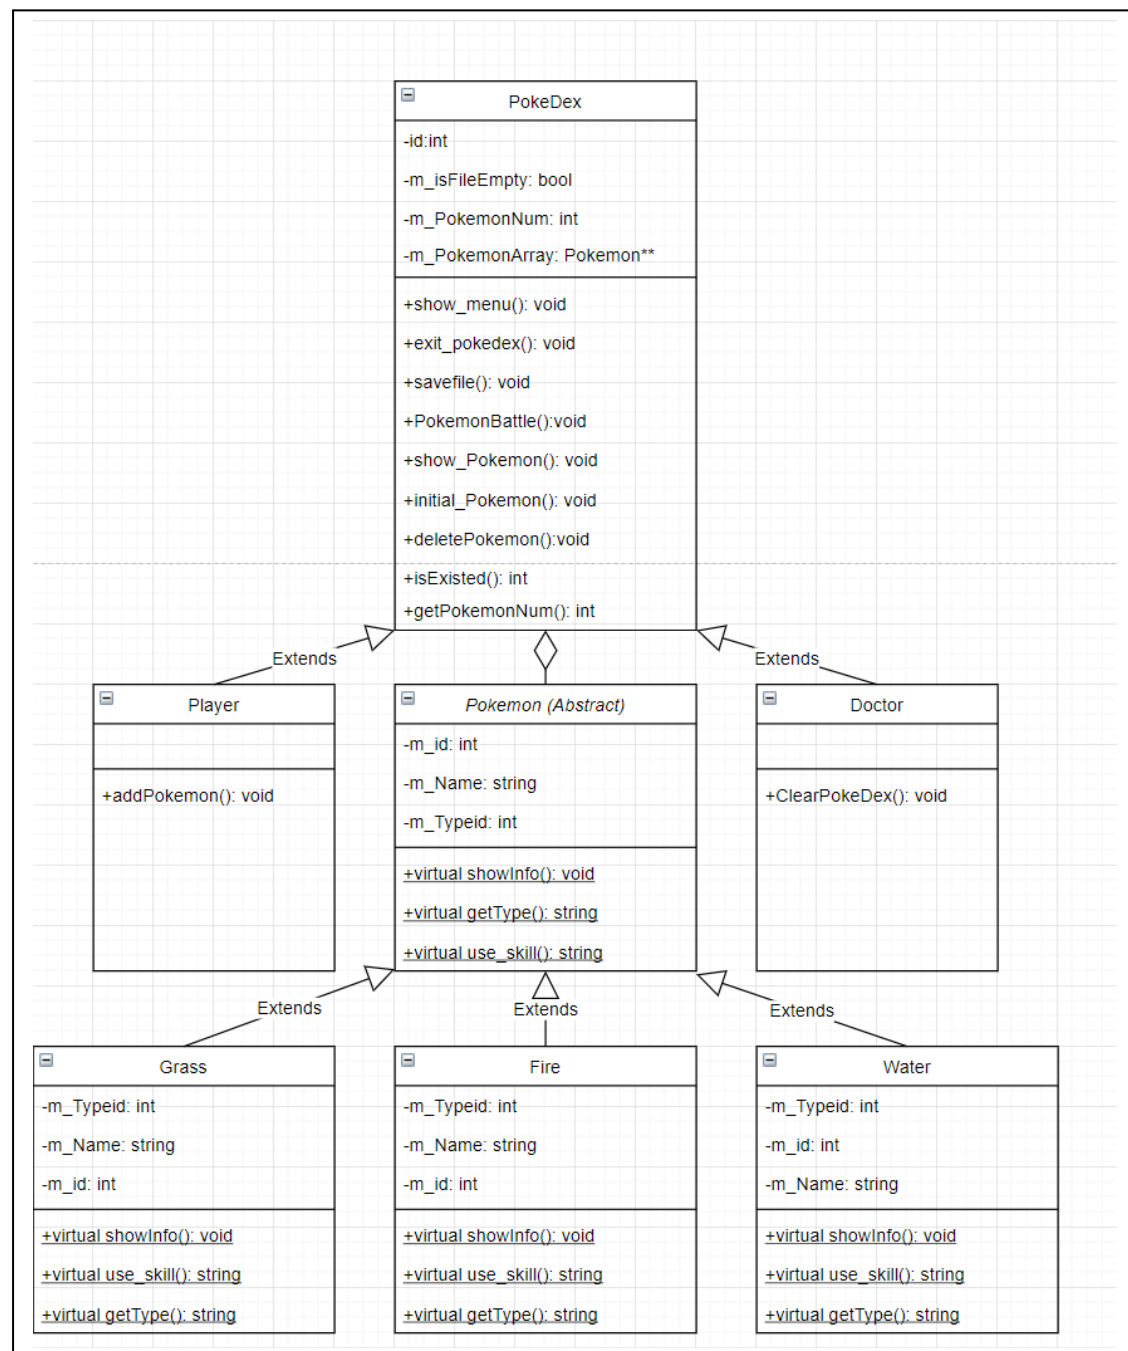 PokeDex
-id:int
-m_isFileEmpty: bool
-m_PokemonNum: int
-m_PokemonArray: Pokemon**
+show_menu(): void
+exit_pokedex(): void
+savefile(): void
+PokemonBattle():void
+show_Pokemon(): void
+initial_Pokemon(): void
+deletePokemon():void
+isExisted(): int
+getPokemonNum(): int
Extends
Extends
Player
+addPokemon(): void
Pokemon (Abstract)
-m_id: int
-m_Name: string
-m_Typeid: int
+virtual showInfo(): void
+virtual getType(): string
+virtual use_skill(): string
Doctor
+ClearPokeDex(): void
Extends
Extends
Extends
Grass
-m_Typeid: int
-m_Name: string
-m_id: int
+virtual showInfo(): void
+virtual use_skill(): string
+virtual getType(): string
Fire
-m_Typeid: int
-m_Name: string
-m_id: int
+virtual showInfo(): void
+virtual use_skill(): string
+virtual getType(): string
Water
-m_Typeid: int
-m_id: int
-m_Name: string
+virtual showInfo(): void
+virtual use_skill(): string
+virtual getType(): string